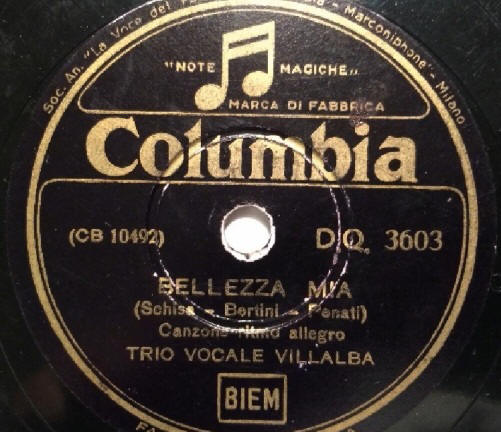 Soc. An. "La Voce del Marconiphone" - Milano
"NOTE MAGICHE"
MARCA DI FABBRICA
Columbia
(CB 10492) D.Q. 3603
BELLEZZA MIA
(Schisa - Bertini - Penati)
Canzone ritmo allegro
TRIO VOCALE VILLALBA
BIEM